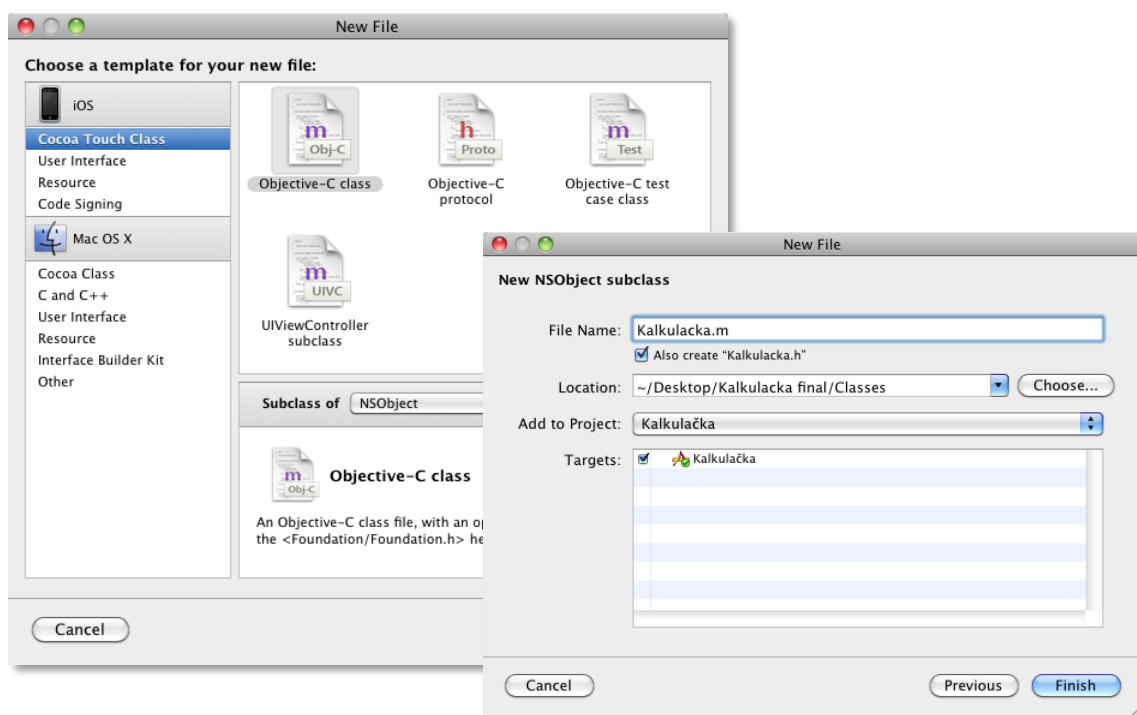 New File
Choose a template for your new file:
iOS
Cocoa Touch Class
User Interface
Resource
Code Signing
Mac OS X
Cocoa Class
C and C++
User Interface
Resource
Interface Builder Kit
Other
m
Obj-C
Objective-C class
h
Proto
Objective-C
protocol
m
Test
Objective-C test
case class
m
UIVC
UIViewController
subclass
Subclass of NSObject
m
Obj-C
Objective-C class
An Objective-C class file, with an op
the <Foundation/Foundation.h> he
Cancel
New File
New NSObject subclass
File Name: Kalkulacka.m
Also create “Kalkulacka.h”
Location: ~/Desktop/Kalkulacka final/Classes Choose...
Add to Project: Kalkulačka
Targets: Kalkulačka
Cancel Previous Finish